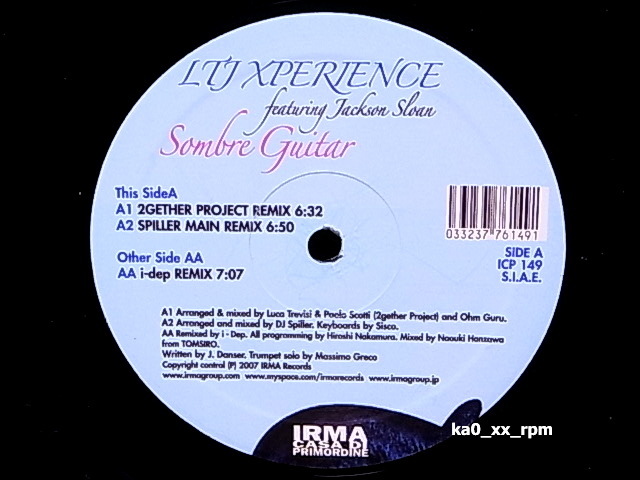 LTJ XPERIENCE
featuring Jackson Sloan
Sombre Guitar
This SideA
A1 2GETHER PROJECT REMIX 6:32
A2 SPILLER MAIN REMIX 6:50
Other Side AA
AA i-dep REMIX 7:07
033237 761491
SIDE A
ICP 149
S.I.A.E.
A1 Arranged & mixed by Luca Trevisi & Paolo Scotti (2gether Project) and Ohm Guru.
A2 Arranged and mixed by DJ Spiller. Keyboards by Sisco.
AA Remixed by i - Dep. All programming by Hiroshi Nakamura. Mixed by Naouki Hanzawa
from TOMSIRO.
Written by J. Danser, Trumpet solo by Massimo Greco
Copyright control (P) 2007 IRMA Records
www.irmagroup.com www.myspace.com/irmarecords www.irmagroup.jp
IRMA
CASA DI
PRIMORDINE
ka0_xx_rpm